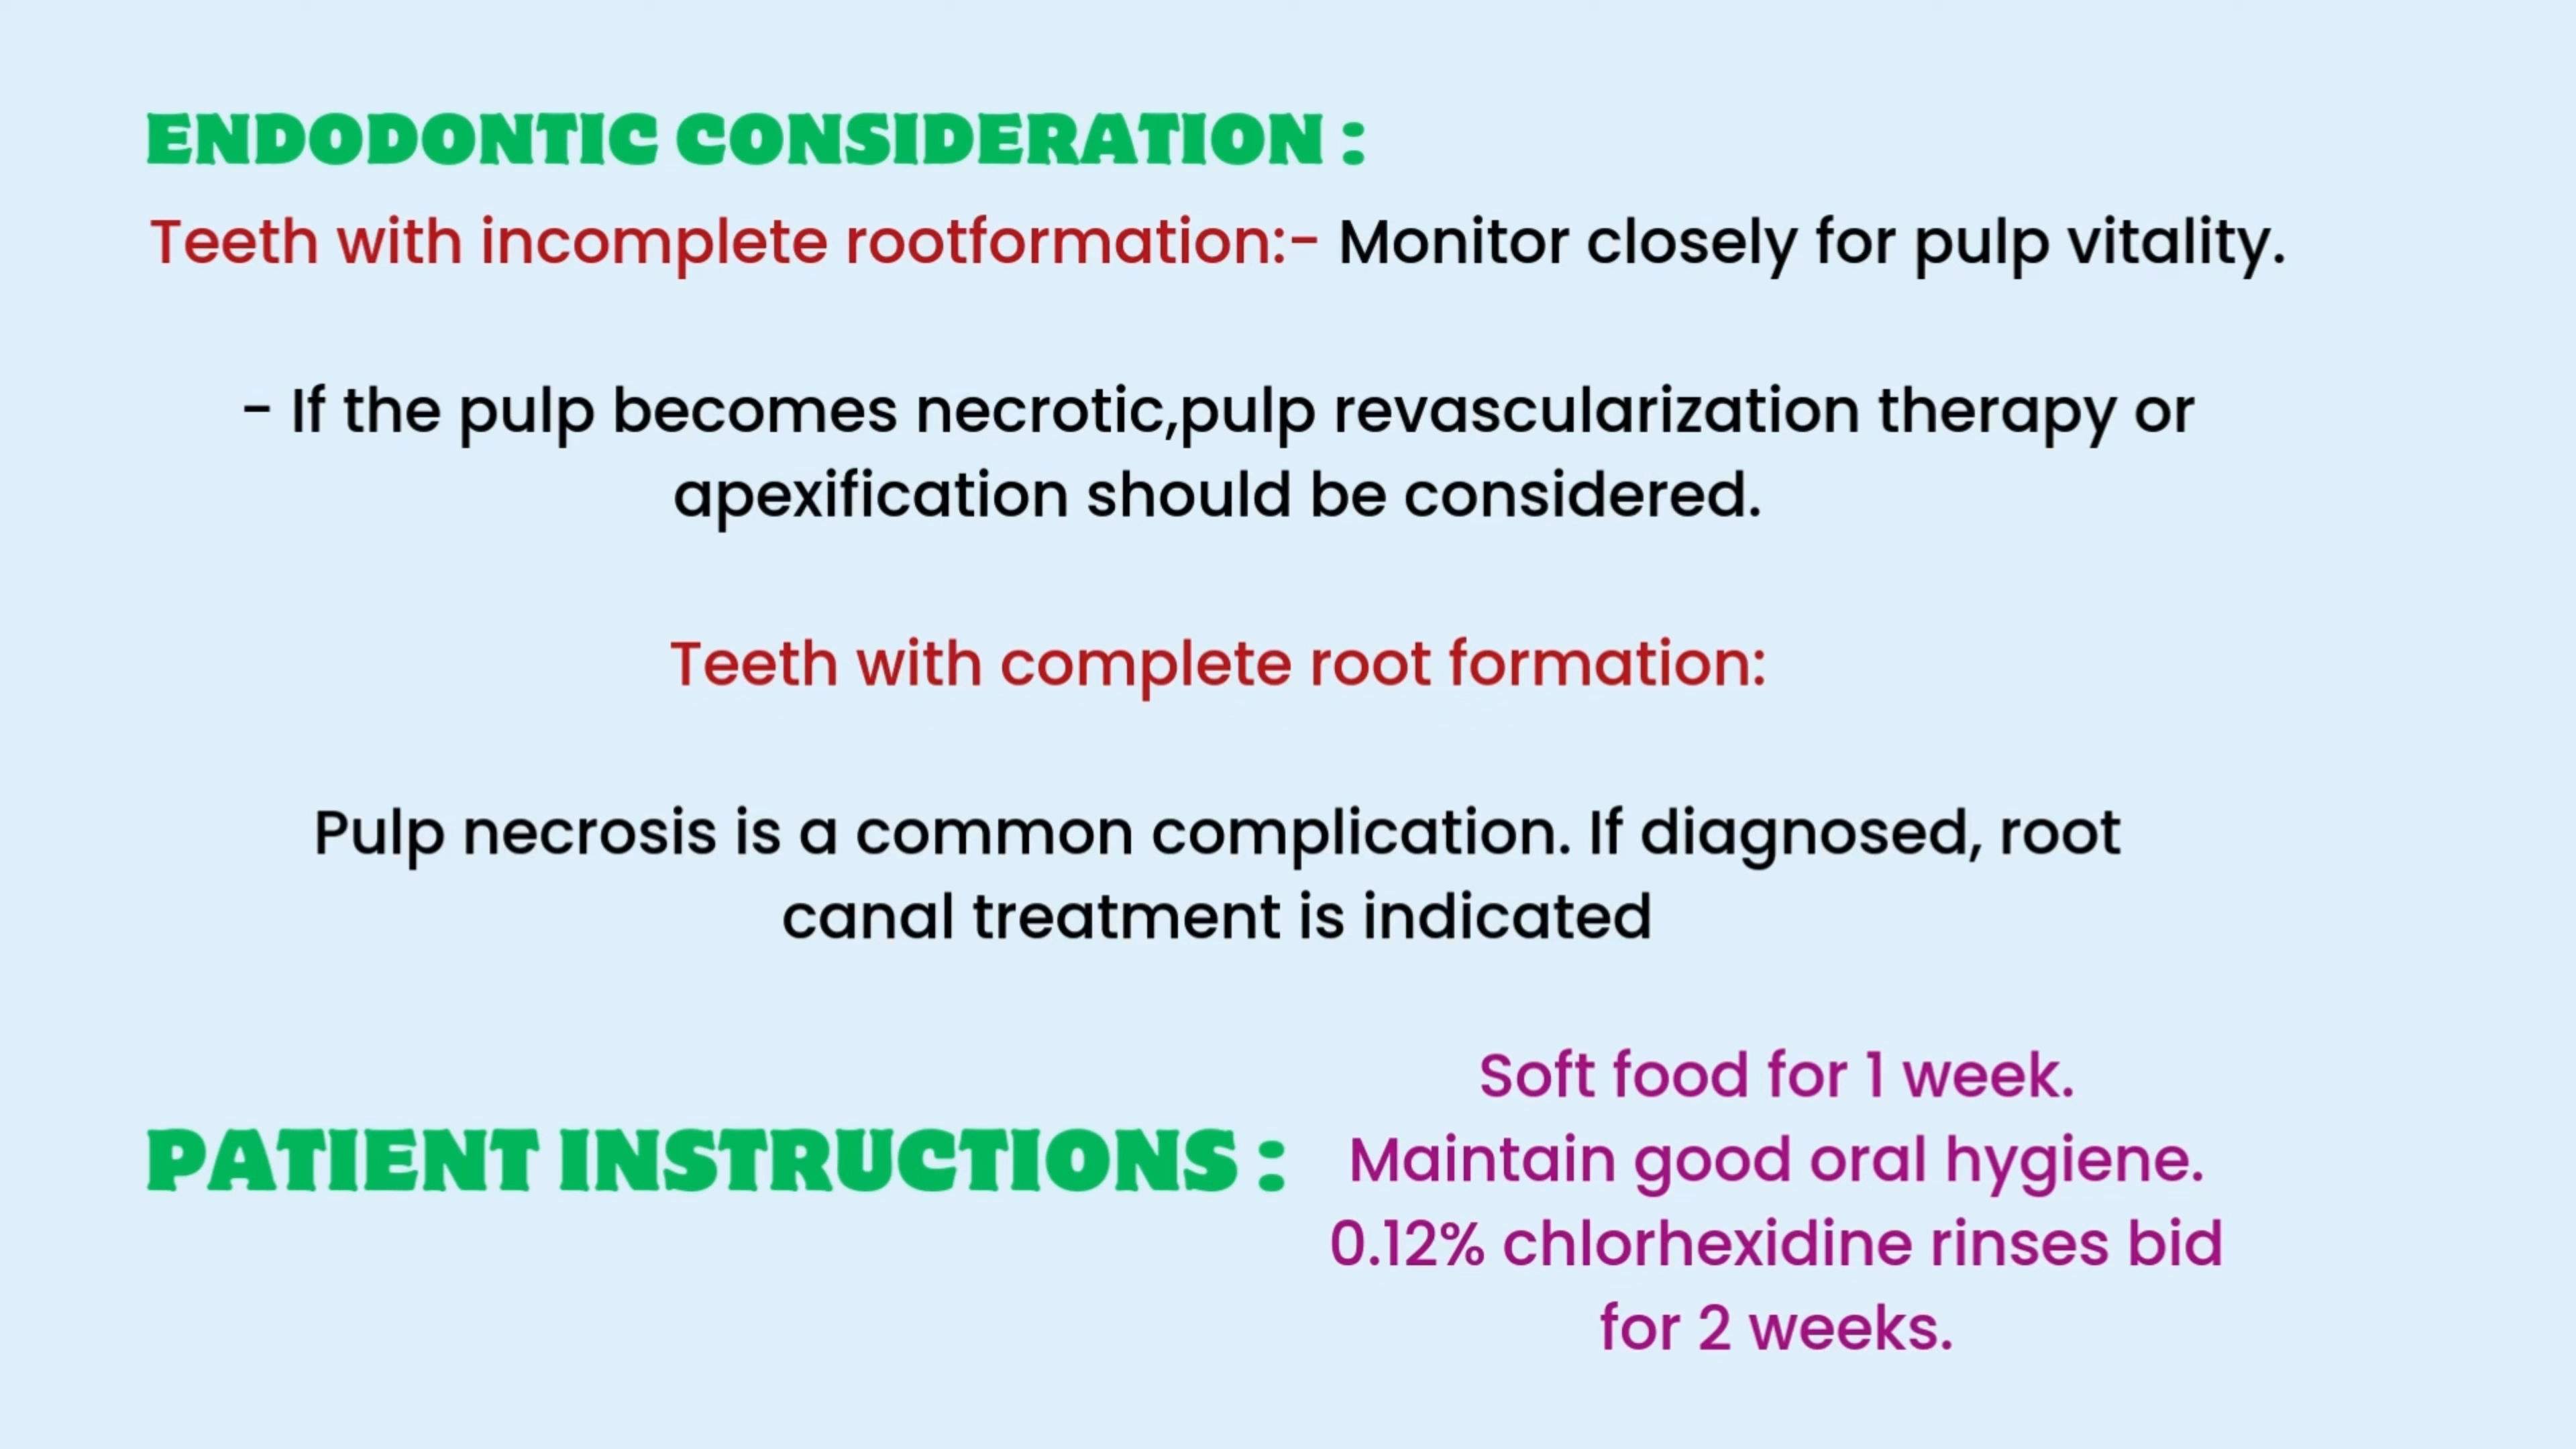 ENDODONTIC CONSIDERATION :
Teeth with incomplete rootformation:- Monitor closely for pulp vitality.
- If the pulp becomes necrotic,pulp revascularization therapy or
apexification should be considered.
Teeth with complete root formation:
Pulp necrosis is a common complication. If diagnosed, root
canal treatment is indicated
PATIENT INSTRUCTIONS :
Soft food for 1 week.
Maintain good oral hygiene.
0.12% chlorhexidine rinses bid
for 2 weeks.